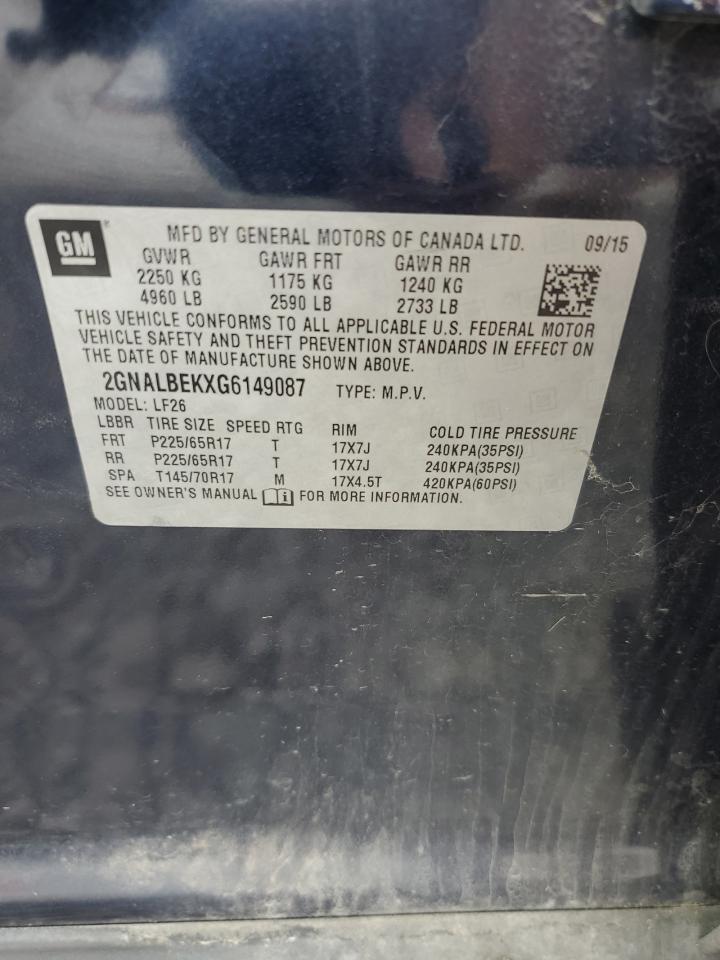 GM
MFD BY GENERAL MOTORS OF CANADA LTD. 09/15
GVWR GAWR FRT GAWR RR
2250 KG 1175 KG 1240 KG
4960 LB 2590 LB 2733 LB
THIS VEHICLE CONFORMS TO ALL APPLICABLE U.S. FEDERAL MOTOR
VEHICLE SAFETY AND THEFT PREVENTION STANDARDS IN EFFECT ON
THE DATE OF MANUFACTURE SHOWN ABOVE.
2GNALBEKXG6149087 TYPE: M.P.V.
MODEL: LF26
LBBR TIRE SIZE SPEED RTG RIM COLD TIRE PRESSURE
FRT P225/65R17 T 17X7J 240KPA(35PSI)
RR P225/65R17 T 17X7J 240KPA(35PSI)
SPA T145/70R17 M 17X4.5T 420KPA(60PSI)
SEE OWNER'S MANUAL i FOR MORE INFORMATION.